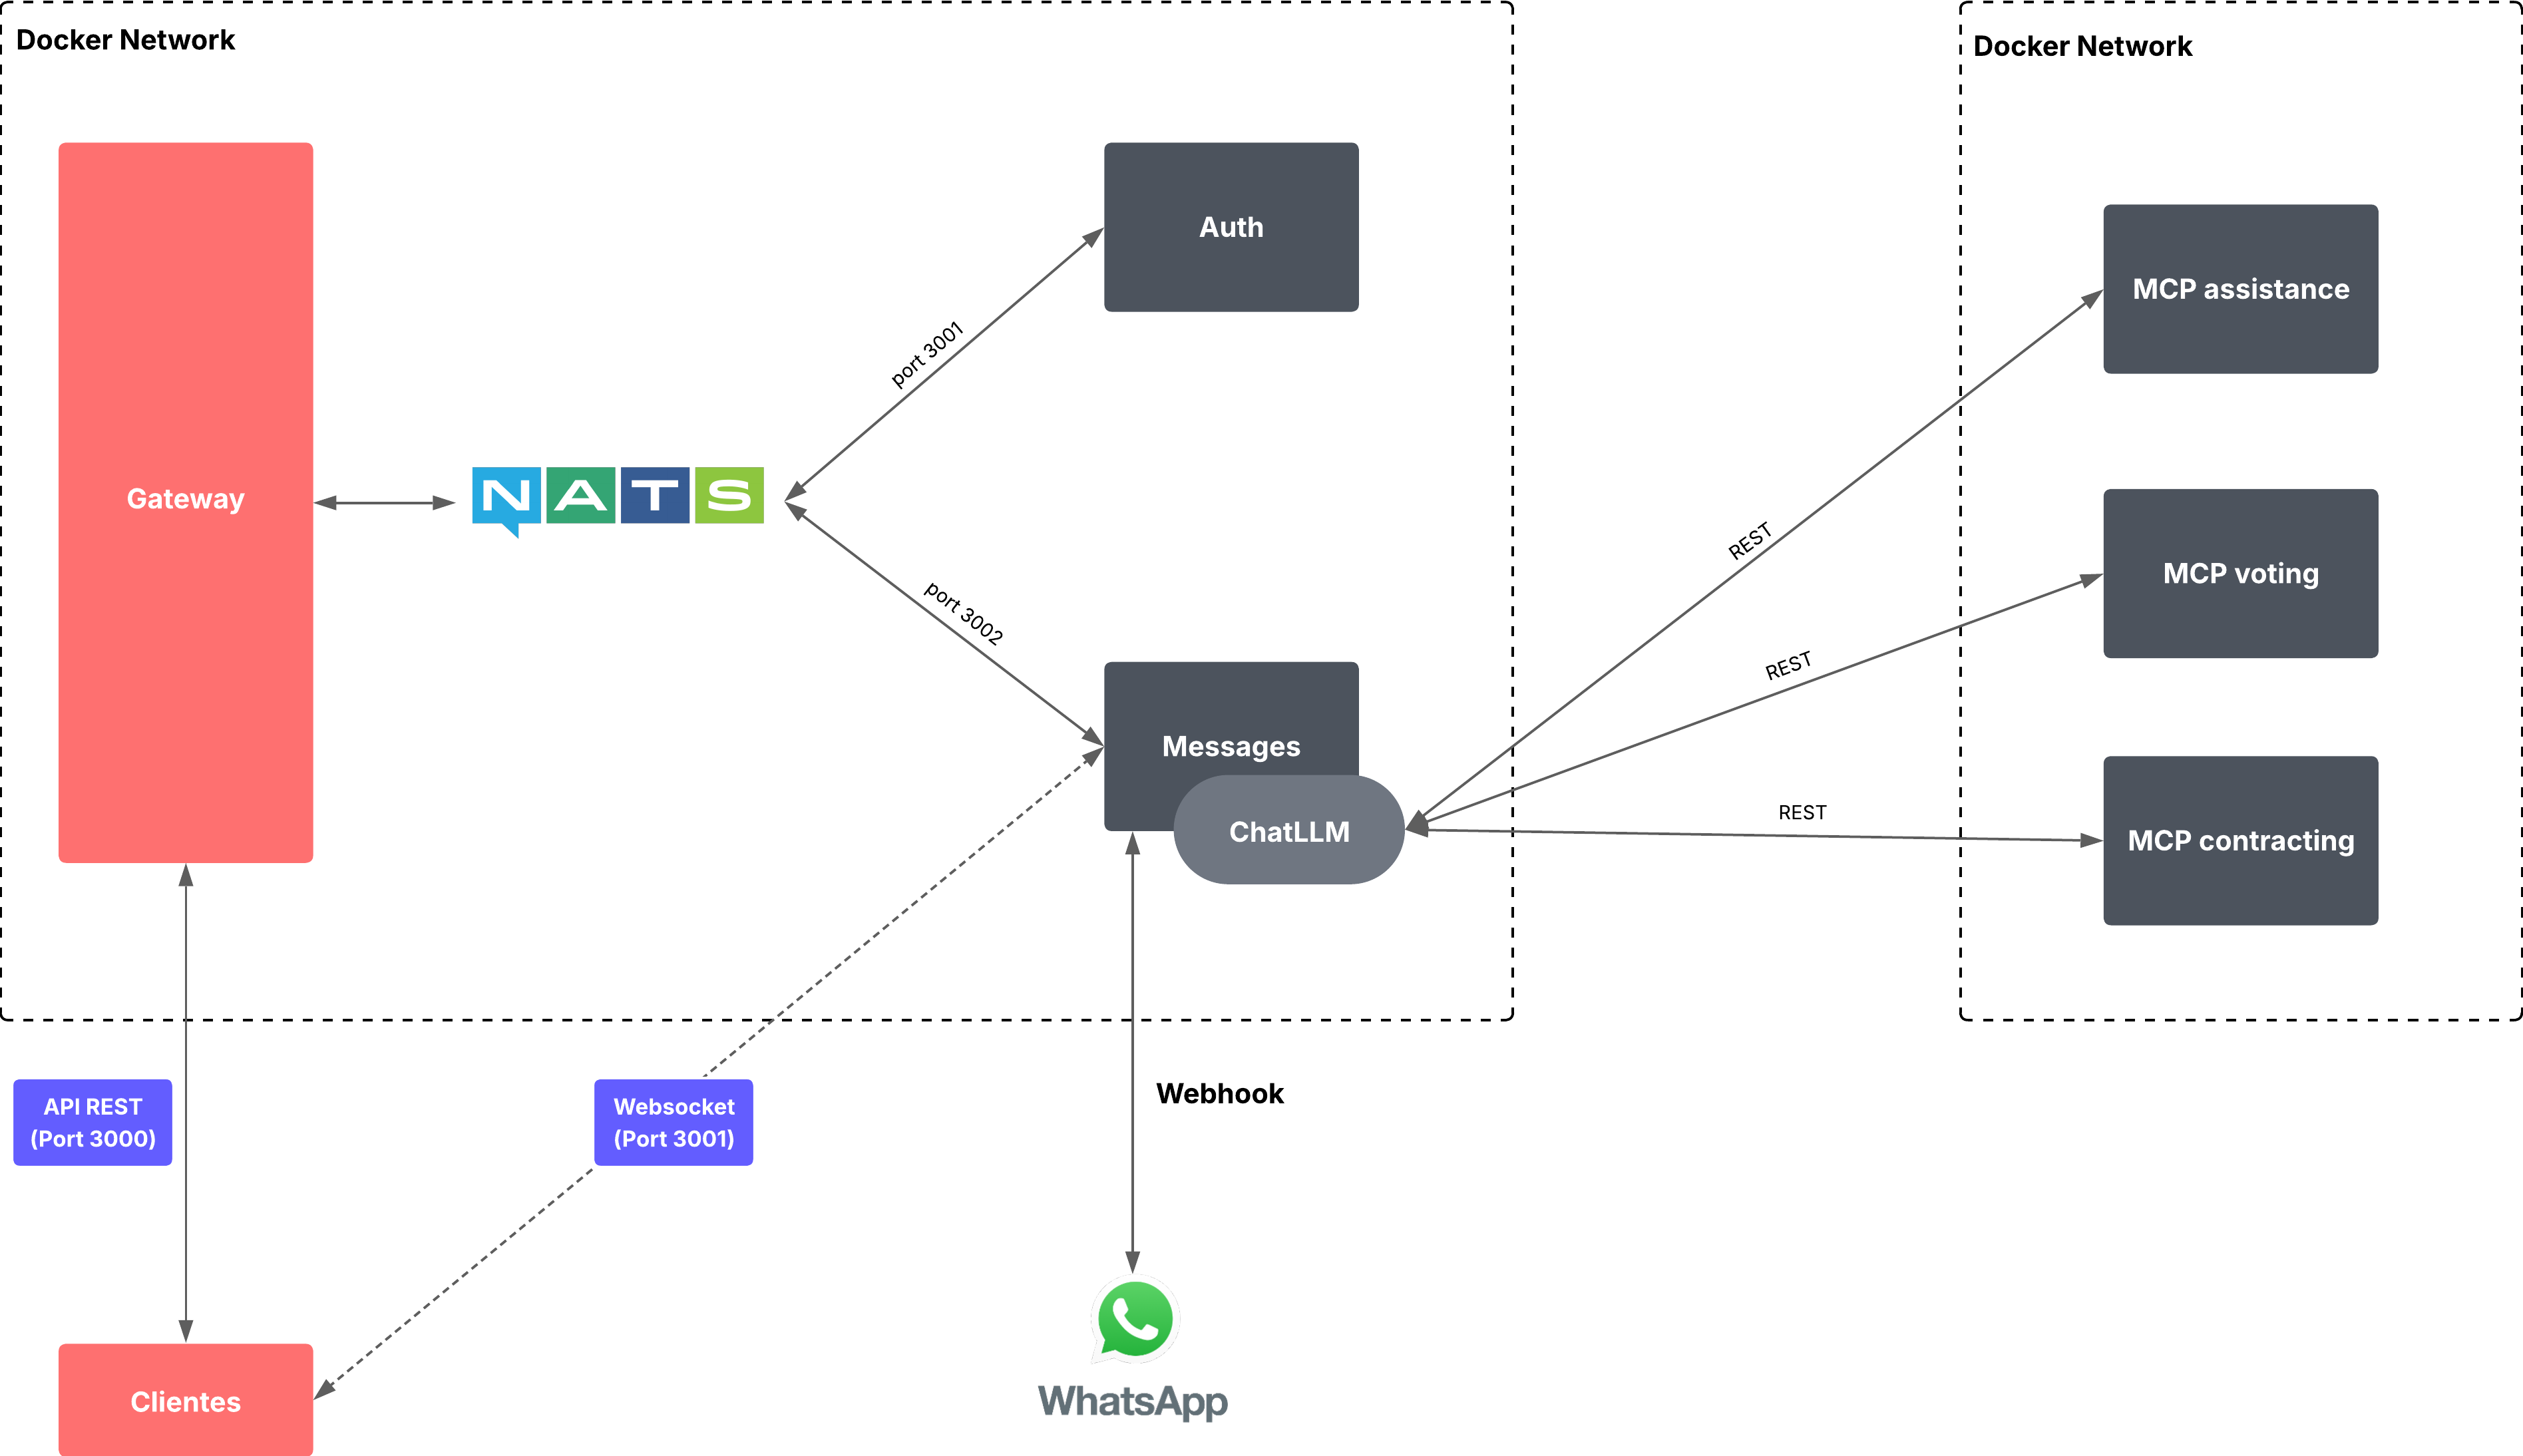 Docker Network
Docker Network
Gateway
NATS
Auth
port 3001
port 3002
Messages
ChatLLM
MCP assistance
MCP voting
MCP contracting
REST
REST
REST
API REST
(Port 3000)
Websocket
(Port 3001)
Webhook
Clientes
WhatsApp